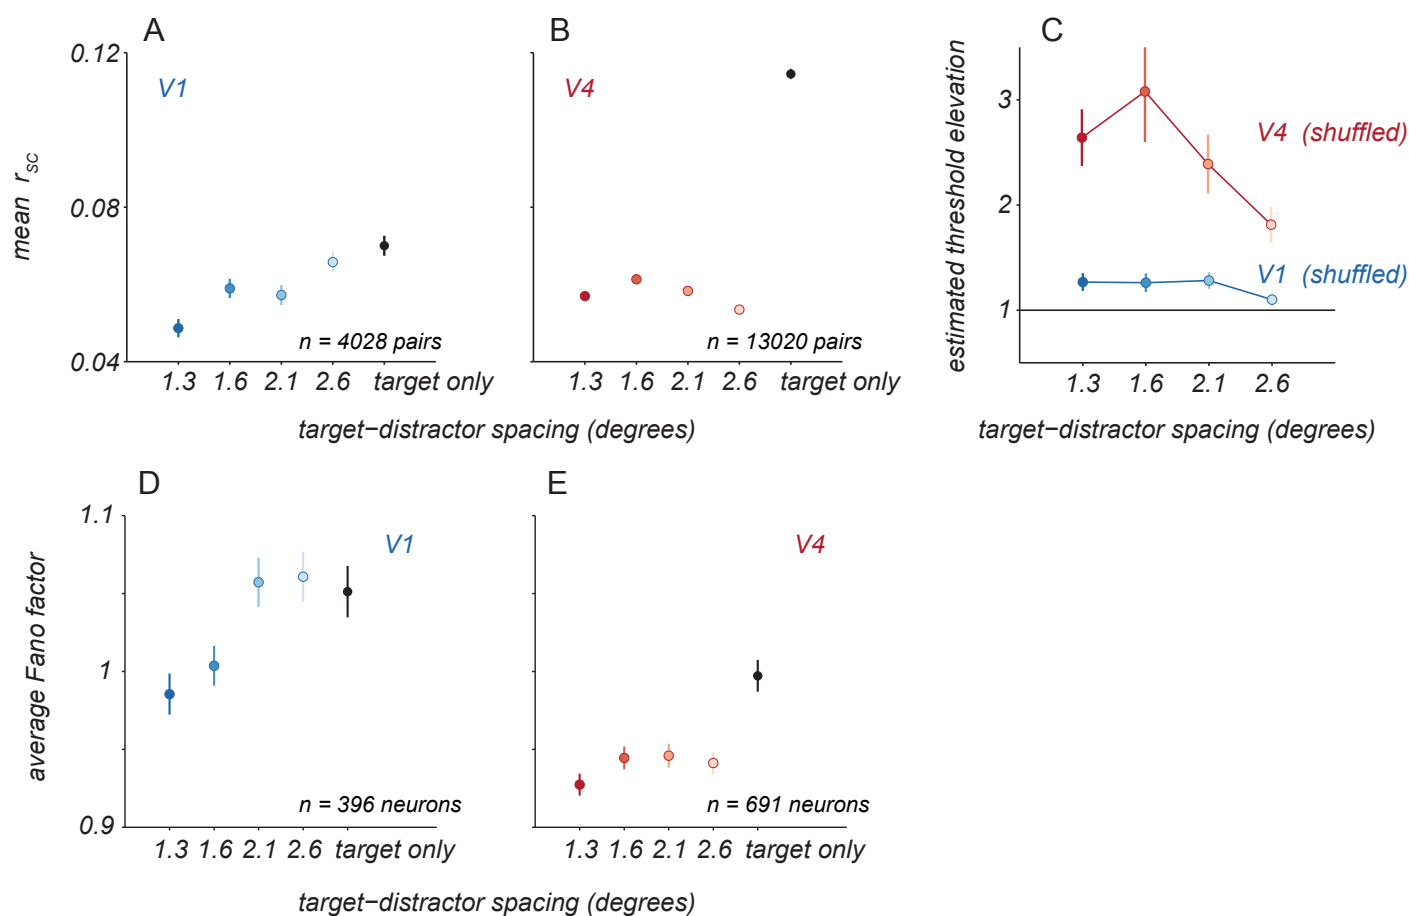 A
B
C
0.12
0.08
0.04
mean r_sc
V1
n = 4028 pairs
1.3 1.6 2.1 2.6 target only
V4
n = 13020 pairs
1.3 1.6 2.1 2.6 target only
target−distractor spacing (degrees)
estimated threshold elevation
3
2
1
V4 (shuffled)
V1 (shuffled)
1.3 1.6 2.1 2.6
target−distractor spacing (degrees)
D
E
1.1
1
0.9
average Fano factor
V1
n = 396 neurons
1.3 1.6 2.1 2.6 target only
V4
n = 691 neurons
1.3 1.6 2.1 2.6 target only
target−distractor spacing (degrees)